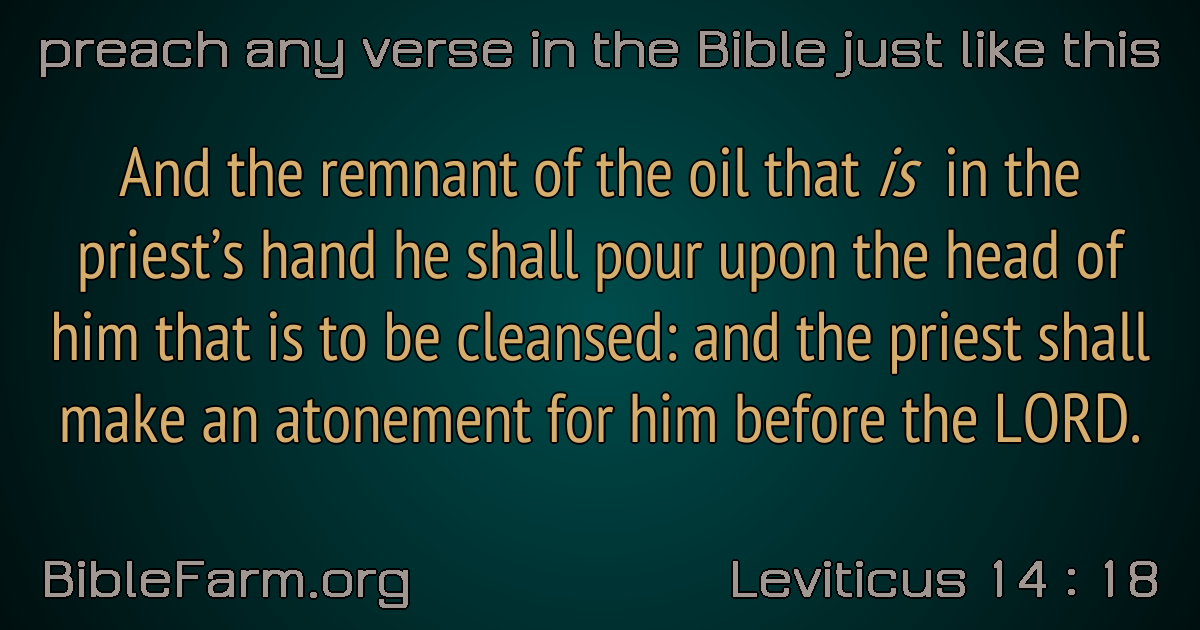 preach any verse in the Bible just like this
And the remnant of the oil that is in the
priest’s hand he shall pour upon the head of
him that is to be cleansed: and the priest shall
make an atonement for him before the LORD.
BibleFarm.org
Leviticus 14 : 18